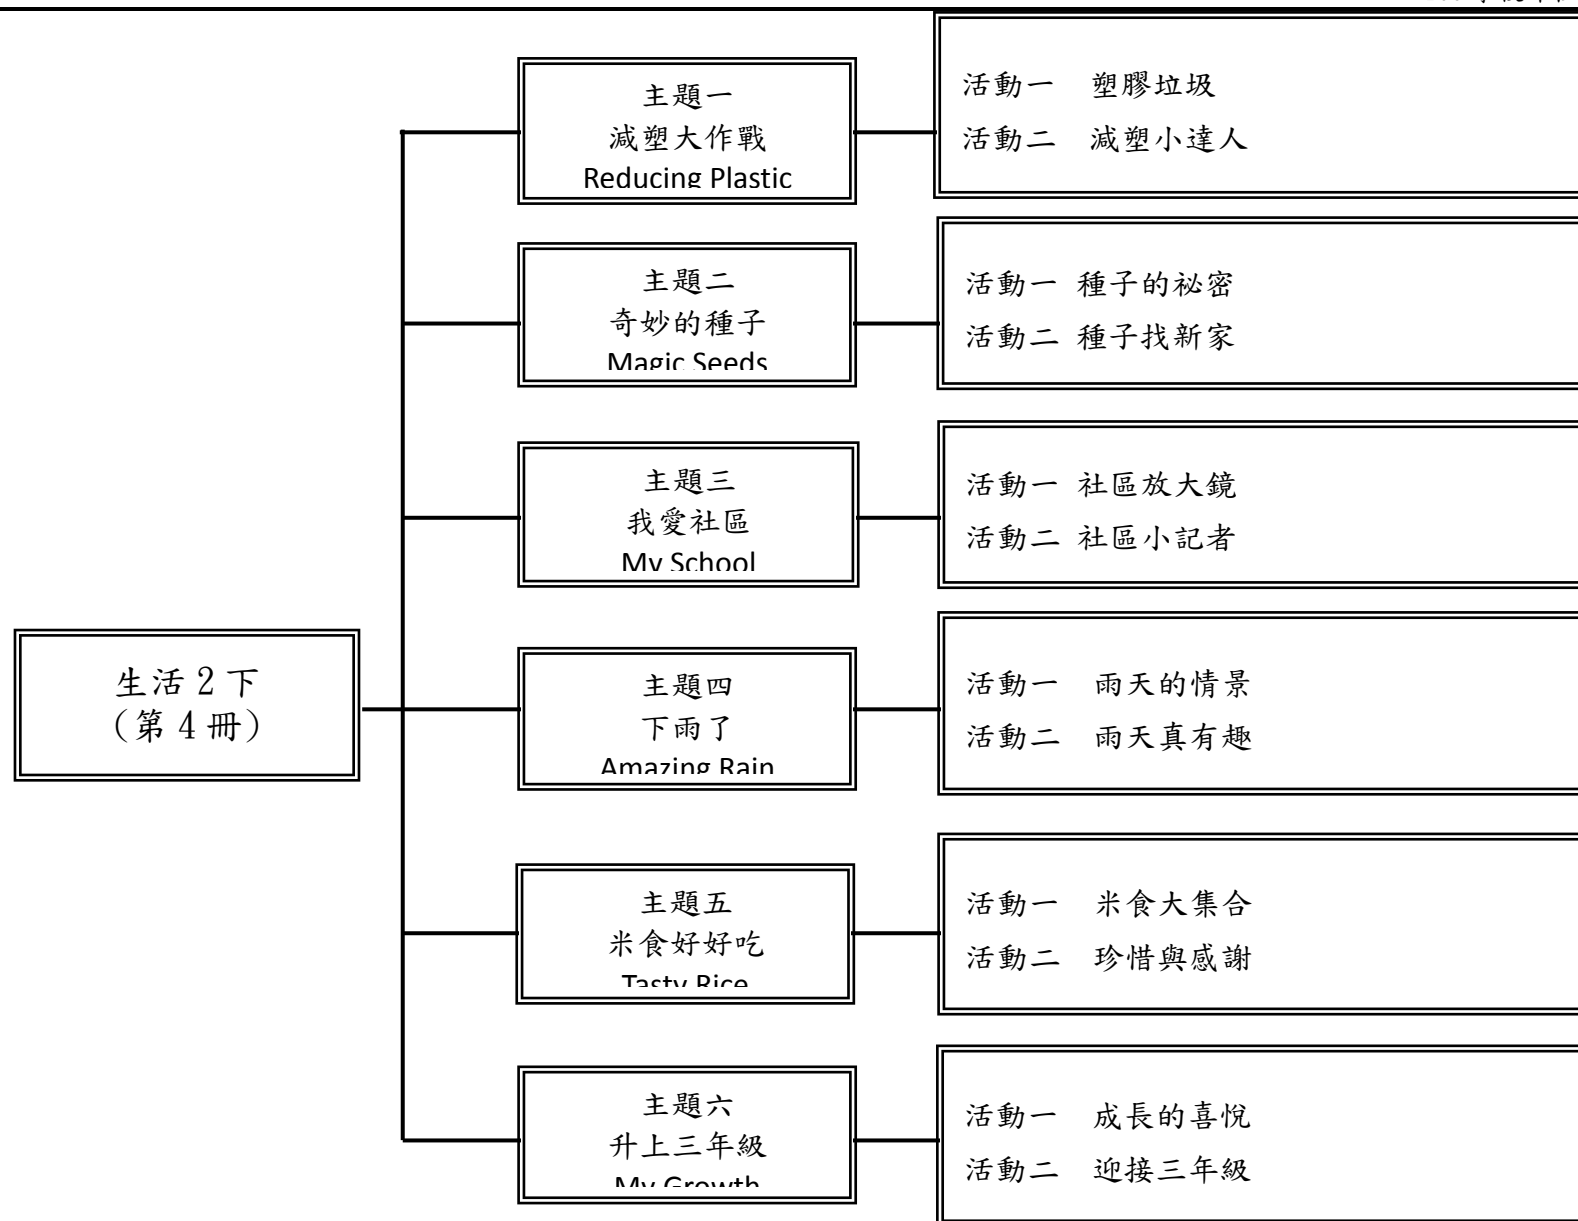 生活 2 下
(第 4 冊)
主題一
減塑大作戰
Reducing Plastic
活動一 塑膠垃圾
活動二 減塑小達人
主題二
奇妙的種子
Magic Seeds
活動一 種子的祕密
活動二 種子找新家
主題三
我愛社區
My School
活動一 社區放大鏡
活動二 社區小記者
主題四
下雨了
Amazing Rain
活動一 雨天的情景
活動二 雨天真有趣
主題五
米食好好吃
Tasty Rice
活動一 米食大集合
活動二 珍惜與感謝
主題六
升上三年級
My Growth
活動一 成長的喜悅
活動二 迎接三年級